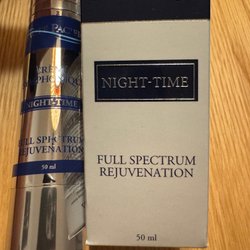 NIGHT-TIME
FULL SPECTRUM
REJUVENATION
50 ml
NIGHT-TIME
FULL SPECTRUM
REJUVENATION
50 ml